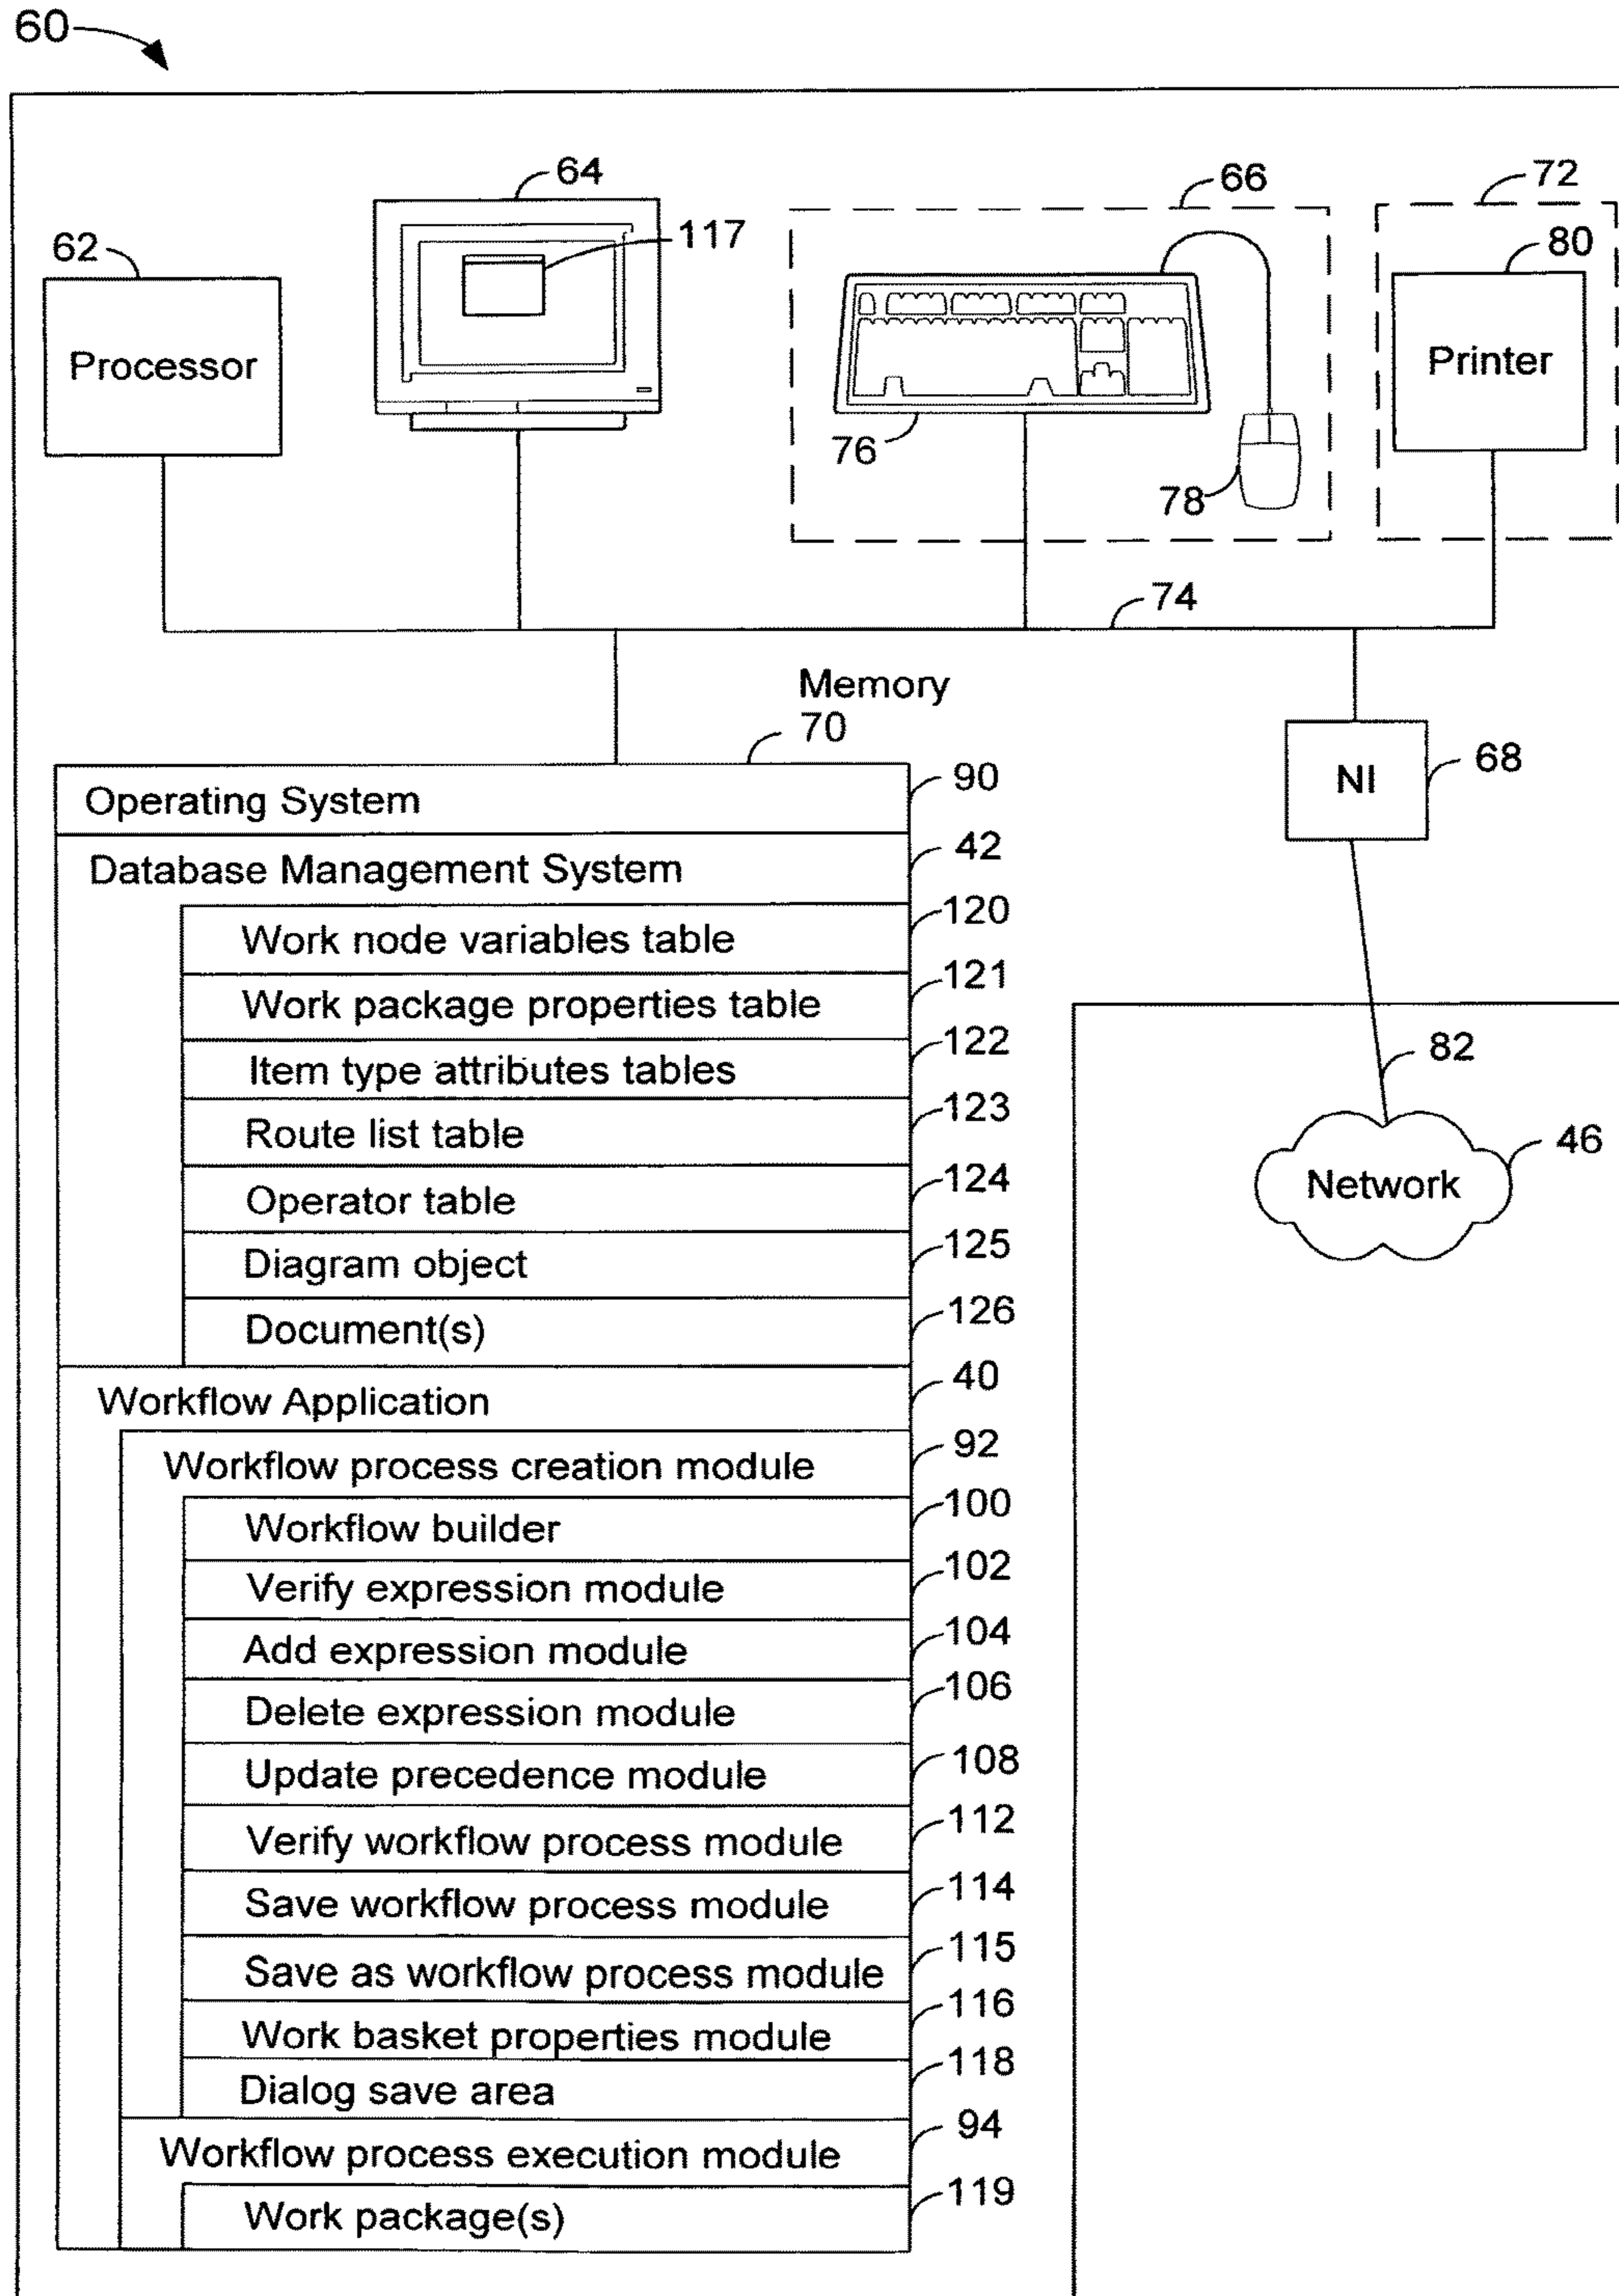 60
64
66
72
62
117
80
Processor
Printer
76
78
74
Memory
70
68
NI
Operating System 90
Database Management System 42
Work node variables table 120
Work package properties table 121
Item type attributes tables 122
82
Route list table 123
46
Network
Operator table 124
Diagram object 125
Document(s) 126
Workflow Application 40
Workflow process creation module 92
Workflow builder 100
Verify expression module 102
Add expression module 104
Delete expression module 106
Update precedence module 108
Verify workflow process module 112
Save workflow process module 114
Save as workflow process module 115
Work basket properties module 116
Dialog save area 118
Workflow process execution module 94
Work package(s) 119